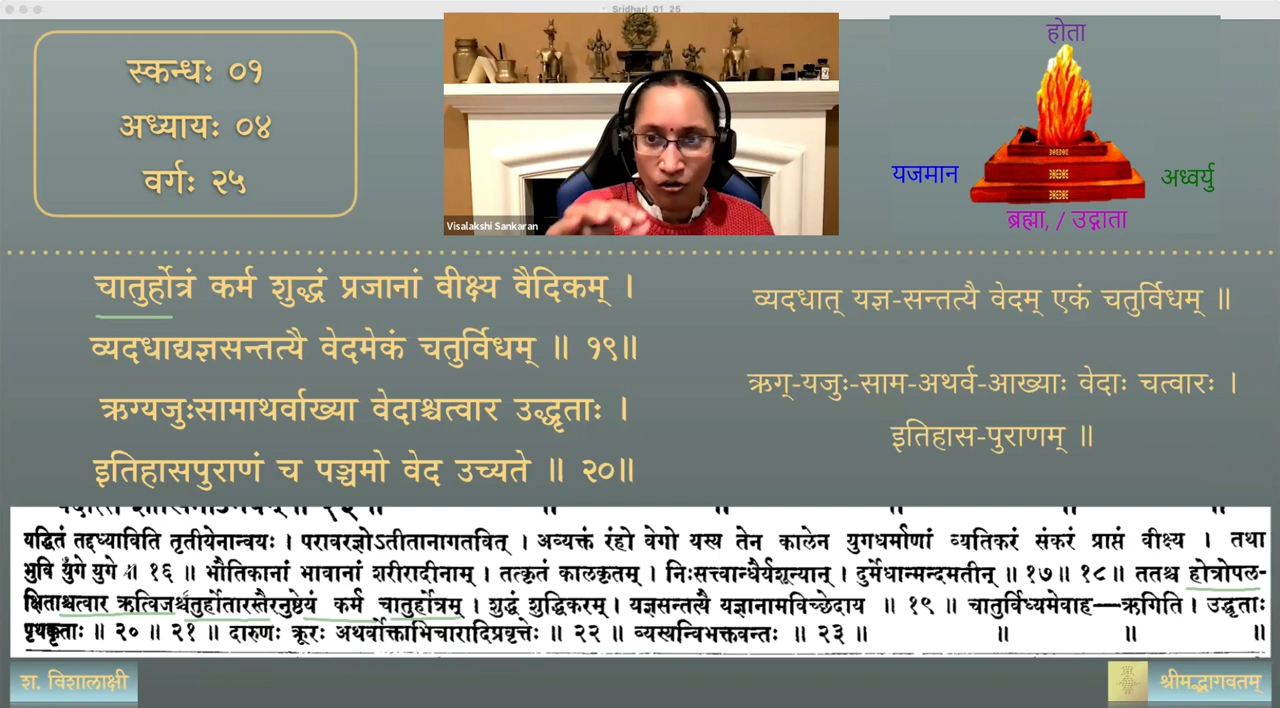 Sridhari_01_25
स्कन्धः ०१
अध्यायः ०४
वर्गः २५
Visalakshi Sankaran
होता
यजमान
अध्वर्यु
ब्रह्मा, / उद्गाता
चातुर्होत्रं कर्म शुद्धं प्रजानां वीक्ष्य वैदिकम् ।
व्यदधाद्यज्ञसन्तत्यै वेदमेकं चतुर्विधम् ॥ १९॥
ऋग्यजुःसामाथर्वाख्या वेदाश्चत्वार उद्धृताः ।
इतिहासपुराणं च पञ्चमो वेद उच्यते ॥ २०॥
व्यदधात् यज्ञ-सन्तत्यै वेदम् एकं चतुर्विधम् ॥
ऋग्-यजुः-साम-अथर्व-आख्याः वेदाः चत्वारः ।
इतिहास-पुराणम् ॥
यद्धितं तद्दध्याविति तृतीयेनान्वयः । परावरज्ञोऽतीतानागतवित् । अव्यक्तं रंहो वेगो यस्य तेन कालेन युगधर्माणां व्यतिकरं संकरं प्राप्तं वीक्ष्य । तथा
भुवि युगे युगे ॥ १६ ॥ भौतिकानां भावानां शरीरादीनाम् । तत्कृतं कालकृतम् । निःसत्त्वान्धैर्यशून्यान् । दुर्मेधान्मन्दमतीन् ॥ १७॥ १८॥ ततश्च होत्रोपल-
क्षिताश्चत्वार ऋत्विजश्चतुर्होतारस्तैरनुष्ठेयं कर्म चातुर्होत्रम् । शुद्धं शुद्धिकरम् । यज्ञसन्तत्यै यज्ञानामविच्छेदाय ॥ १९ ॥ चातुर्विध्यमेवाह—ऋगिति । उद्धृताः
पृथक्कृताः ॥ २० ॥ २१ ॥ दारुणः क्रूरः अथर्वोक्ताभिचारादिप्रवृत्तेः ॥ २२ ॥ व्यस्यन्विभक्तवन्तः ॥ २३ ॥ ॥ ॥ ॥
श. विशालाक्षी
श्रीमद्भागवतम्